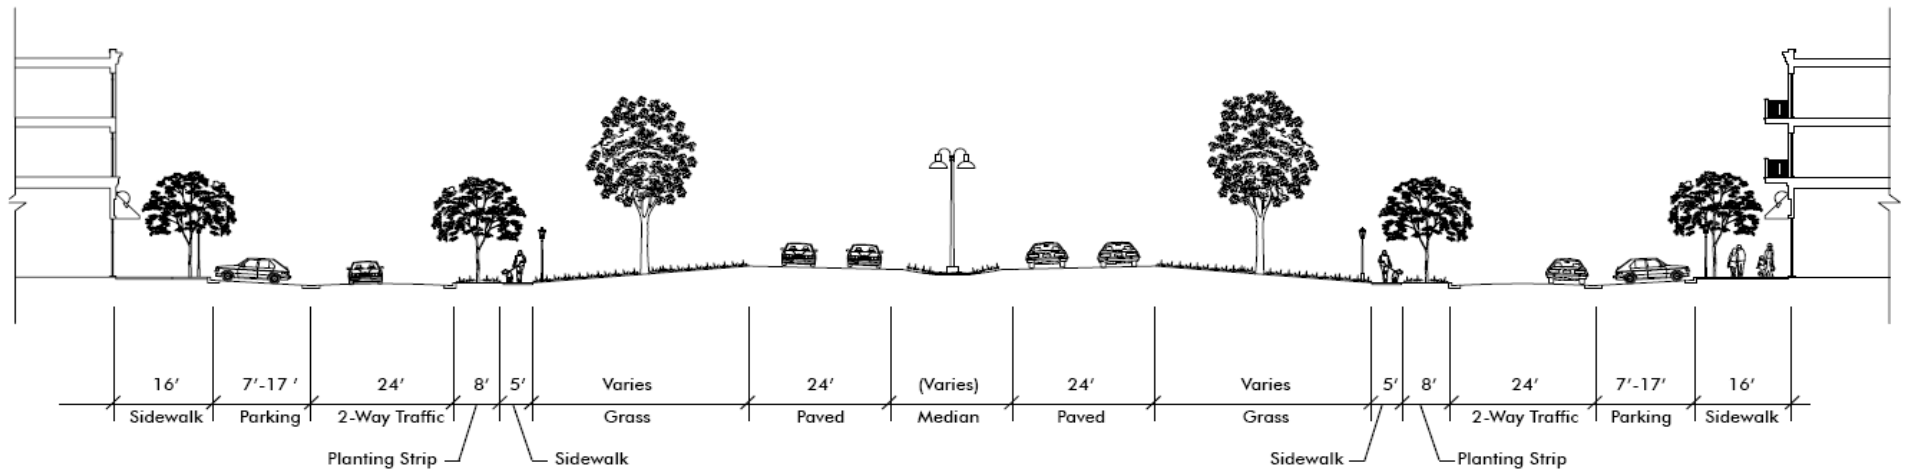 16' 7'-17 ' 24' 8' 5' Varies 24' (Varies) 24' Varies 5' 8' 24' 7'-17' 16'
Sidewalk Parking 2-Way Traffic Grass Paved Median Paved Grass 2-Way Traffic Parking Sidewalk
Planting Strip Sidewalk Sidewalk Planting Strip